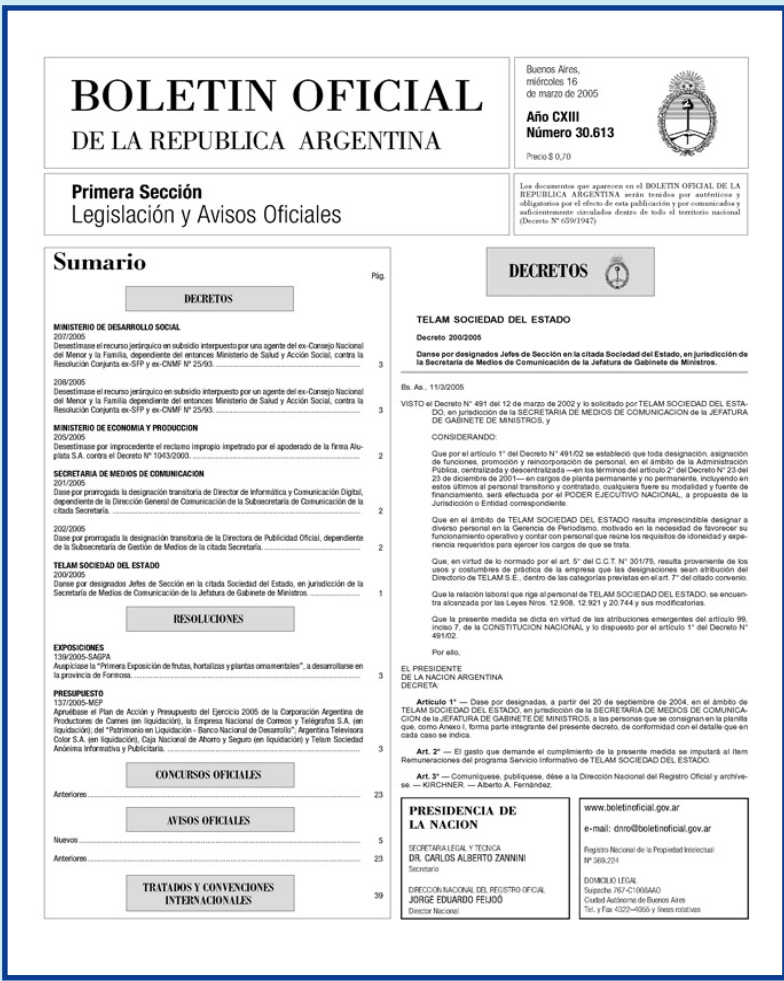 BOLETIN OFICIAL
DE LA REPUBLICA ARGENTINA
Buenos Aires,
miércoles 16
de marzo de 2005
Año CXIII
Número 30.613
Precio $ 0,70
Primera Sección
Legislación y Avisos Oficiales
Los documentos que aparecen en el BOLETIN OFICIAL DE LA
REPUBLICA ARGENTINA serán tenidos por auténticos y
obligatorios por el efecto de esta publicación y por comunicados y
suficientemente circulados dentro de todo el territorio nacional
(Decreto Nº 659/1947)
Sumario
Pág.
DECRETOS
MINISTERIO DE DESARROLLO SOCIAL
207/2005
Desestímase el recurso jerárquico en subsidio interpuesto por una agente del ex-Consejo Nacional
del Menor y la Familia, dependiente del entonces Ministerio de Salud y Acción Social, contra la
Resolución Conjunta ex-SFP y ex-CNMF Nº 25/93. 3
208/2005
Desestímase el recurso jerárquico en subsidio interpuesto por un agente del ex-Consejo Nacional
del Menor y la Familia dependiente del entonces Ministerio de Salud y Acción Social, contra la
Resolución Conjunta ex-SFP y ex-CNMF Nº 25/93. 3
MINISTERIO DE ECONOMIA Y PRODUCCION
205/2005
Desestímase por improcedente el reclamo impropio impetrado por el apoderado de la firma Alu-
plata S.A. contra el Decreto Nº 1043/2003. 2
SECRETARIA DE MEDIOS DE COMUNICACION
201/2005
Dase por prorrogada la designación transitoria de Director de Informática y Comunicación Digital,
dependiente de la Dirección General de Comunicación de la Subsecretaría de Comunicación de la
citada Secretaría. 2
202/2005
Dase por prorrogada la designación transitoria de la Directora de Publicidad Oficial, dependiente
de la Subsecretaría de Gestión de Medios de la citada Secretaría. 2
TELAM SOCIEDAD DEL ESTADO
200/2005
Danse por designados Jefes de Sección en la citada Sociedad del Estado, en jurisdicción de la
Secretaría de Medios de Comunicación de la Jefatura de Gabinete de Ministros. 1
RESOLUCIONES
EXPOSICIONES
139/2005-SAGPA
Auspíciase la "Primera Exposición de frutas, hortalizas y plantas ornamentales", a desarrollarse en
la provincia de Formosa. 3
PRESUPUESTO
137/2005-MEP
Apruébase el Plan de Acción y Presupuesto del Ejercicio 2005 de la Corporación Argentina de
Productores de Carnes (en liquidación), la Empresa Nacional de Correos y Telégrafos S.A. (en
liquidación); del "Patrimonio en Liquidación - Banco Nacional de Desarrollo"; Argentina Televisora
Color S.A. (en liquidación), Caja Nacional de Ahorro y Seguro (en liquidación) y Telam Sociedad
Anónima Informativa y Publicitaria. 3
CONCURSOS OFICIALES
Anteriores 23
AVISOS OFICIALES
Nuevos 5
Anteriores 23
TRATADOS Y CONVENCIONES
INTERNACIONALES 39
DECRETOS
TELAM SOCIEDAD DEL ESTADO
Decreto 200/2005
Danse por designados Jefes de Sección en la citada Sociedad del Estado, en jurisdicción de
la Secretaría de Medios de Comunicación de la Jefatura de Gabinete de Ministros.
Bs. As., 11/3/2005
VISTO el Decreto N° 491 del 12 de marzo de 2002 y lo solicitado por TELAM SOCIEDAD DEL ESTA-
DO, en jurisdicción de la SECRETARIA DE MEDIOS DE COMUNICACION de la JEFATURA
DE GABINETE DE MINISTROS, y
CONSIDERANDO:
Que por el artículo 1° del Decreto N° 491/02 se estableció que toda designación, asignación
de funciones, promoción y reincorporación de personal, en el ámbito de la Administración
Pública, centralizada y descentralizada —en los términos del artículo 2° del Decreto N° 23 del
23 de diciembre de 2001— en cargos de planta permanente y no permanente, incluyendo en
estos últimos al personal transitorio y contratado, cualquiera fuere su modalidad y fuente de
financiamiento, será efectuada por el PODER EJECUTIVO NACIONAL, a propuesta de la
Jurisdicción o Entidad correspondiente.
Que en el ámbito de TELAM SOCIEDAD DEL ESTADO resulta imprescindible designar a
diverso personal en la Gerencia de Periodismo, motivado en la necesidad de favorecer su
funcionamiento operativo y contar con personal que reúne los requisitos de idoneidad y expe-
riencia requeridos para ejercer los cargos de que se trata.
Que, en virtud de lo normado por el art. 5° del C.C.T. N° 301/75, resulta proveniente de los
usos y costumbres de práctica de la empresa que las designaciones sean atribución del
Directorio de TELAM S.E., dentro de las categorías previstas en el art. 7° del citado convenio.
Que la relación laboral que rige al personal de TELAM SOCIEDAD DEL ESTADO, se encuen-
tra alcanzada por las Leyes Nros. 12.908, 12.921 y 20.744 y sus modificatorias.
Que la presente medida se dicta en virtud de las atribuciones emergentes del artículo 99,
inciso 7, de la CONSTITUCION NACIONAL y lo dispuesto por el artículo 1° del Decreto N°
491/02.
Por ello,
EL PRESIDENTE
DE LA NACION ARGENTINA
DECRETA:
Artículo 1° — Dase por designadas, a partir del 20 de septiembre de 2004, en el ámbito de
TELAM SOCIEDAD DEL ESTADO, en jurisdicción de la SECRETARIA DE MEDIOS DE COMUNICA-
CION de la JEFATURA DE GABINETE DE MINISTROS, a las personas que se consignan en la planilla
que, como Anexo I, forma parte integrante del presente decreto, de conformidad con el detalle que en
cada caso se indica.
Art. 2° — El gasto que demande el cumplimiento de la presente medida se imputará al ítem
Remuneraciones del programa Servicio Informativo de TELAM SOCIEDAD DEL ESTADO.
Art. 3° — Comuníquese, publíquese, dése a la Dirección Nacional del Registro Oficial y archíve-
se. — KIRCHNER. — Alberto A. Fernández.
PRESIDENCIA DE
LA NACION
SECRETARIA LEGAL Y TECNICA
DR. CARLOS ALBERTO ZANNINI
Secretario
DIRECCION NACIONAL DEL REGISTRO OFICIAL
JORGE EDUARDO FEIJOÓ
Director Nacional
www.boletinoficial.gov.ar
e-mail: dnro@boletinoficial.gov.ar
Registro Nacional de la Propiedad Intelectual
Nº 369.224
DOMICILIO LEGAL
Suipacha 767-C1008AAO
Ciudad Autónoma de Buenos Aires
Tel. y Fax 4322-4055 y líneas rotativas